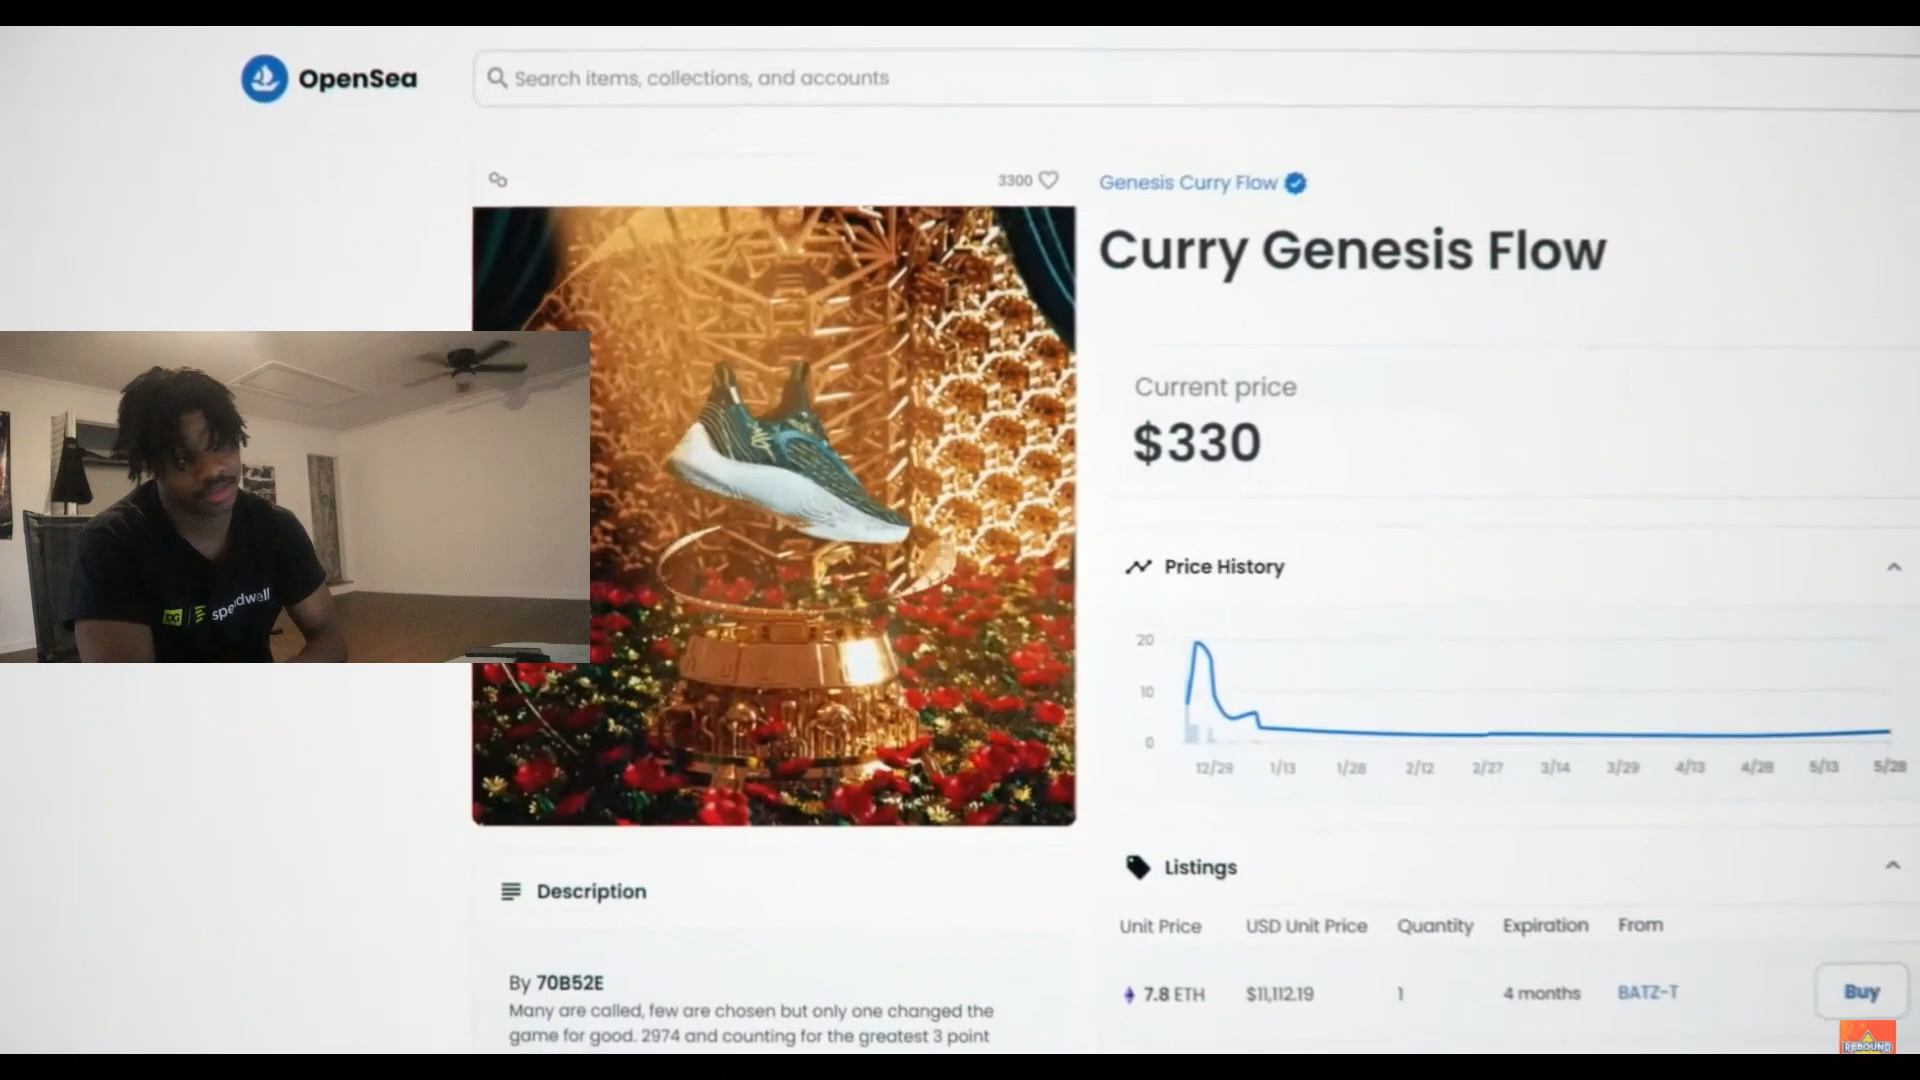 OpenSea
Search items, collections, and accounts
3300
Genesis Curry Flow
Curry Genesis Flow
Current price
$330
Price History
20
10
0
12/29 1/13 1/28 2/12 2/27 3/14 3/29 4/13 4/28 5/13 5/28
DG speedwell
Description
By 70B52E
Many are called, few are chosen but only one changed the
game for good. 2974 and counting for the greatest 3 point
Listings
Unit Price USD Unit Price Quantity Expiration From
7.8 ETH $11,112.19 1 4 months BATZ-T
Buy
REBOUND